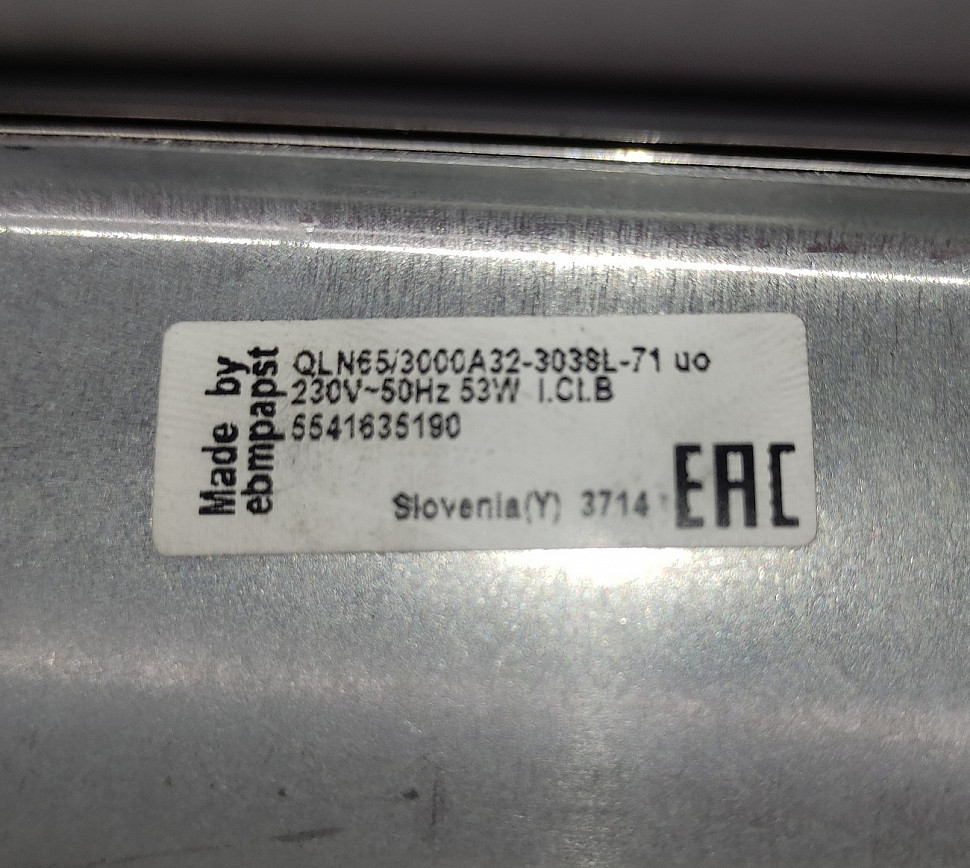 Made by
ebmpapst
QLN65/3000A32-3038L-71 uo
230V~50Hz 53W I.Cl.B
5541635190
Slovenia(Y) 3714
EAC